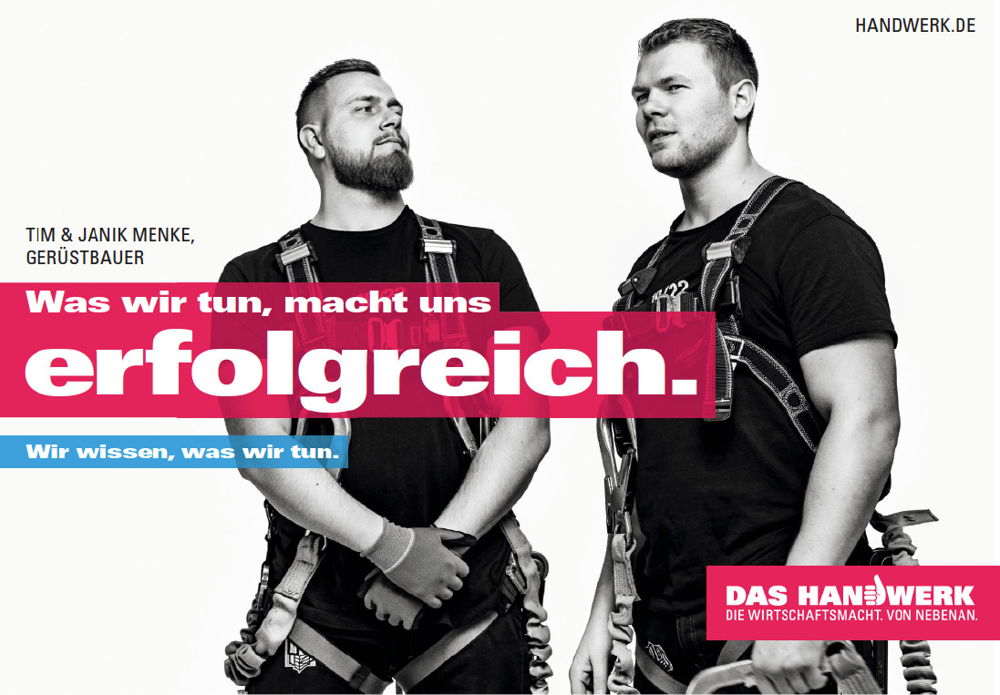 HANDWERK.DE
TIM & JANIK MENKE,
GERÜSTBAUER
Was wir tun, macht uns
erfolgreich.
Wir wissen, was wir tun.
DAS HANDWERK
DIE WIRTSCHAFTSMACHT. VON NEBENAN.